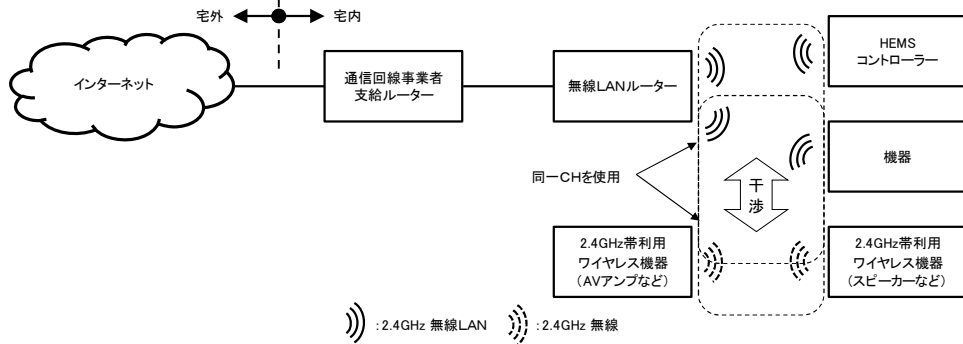 宅外
宅内
インターネット
通信回線事業者
支給ルーター
無線LANルーター
HEMS
コントローラー
機器
同一CHを使用
干
渉
2.4GHz帯利用
ワイヤレス機器
(AVアンプなど)
2.4GHz帯利用
ワイヤレス機器
(スピーカーなど)
:2.4GHz 無線LAN
:2.4GHz 無線